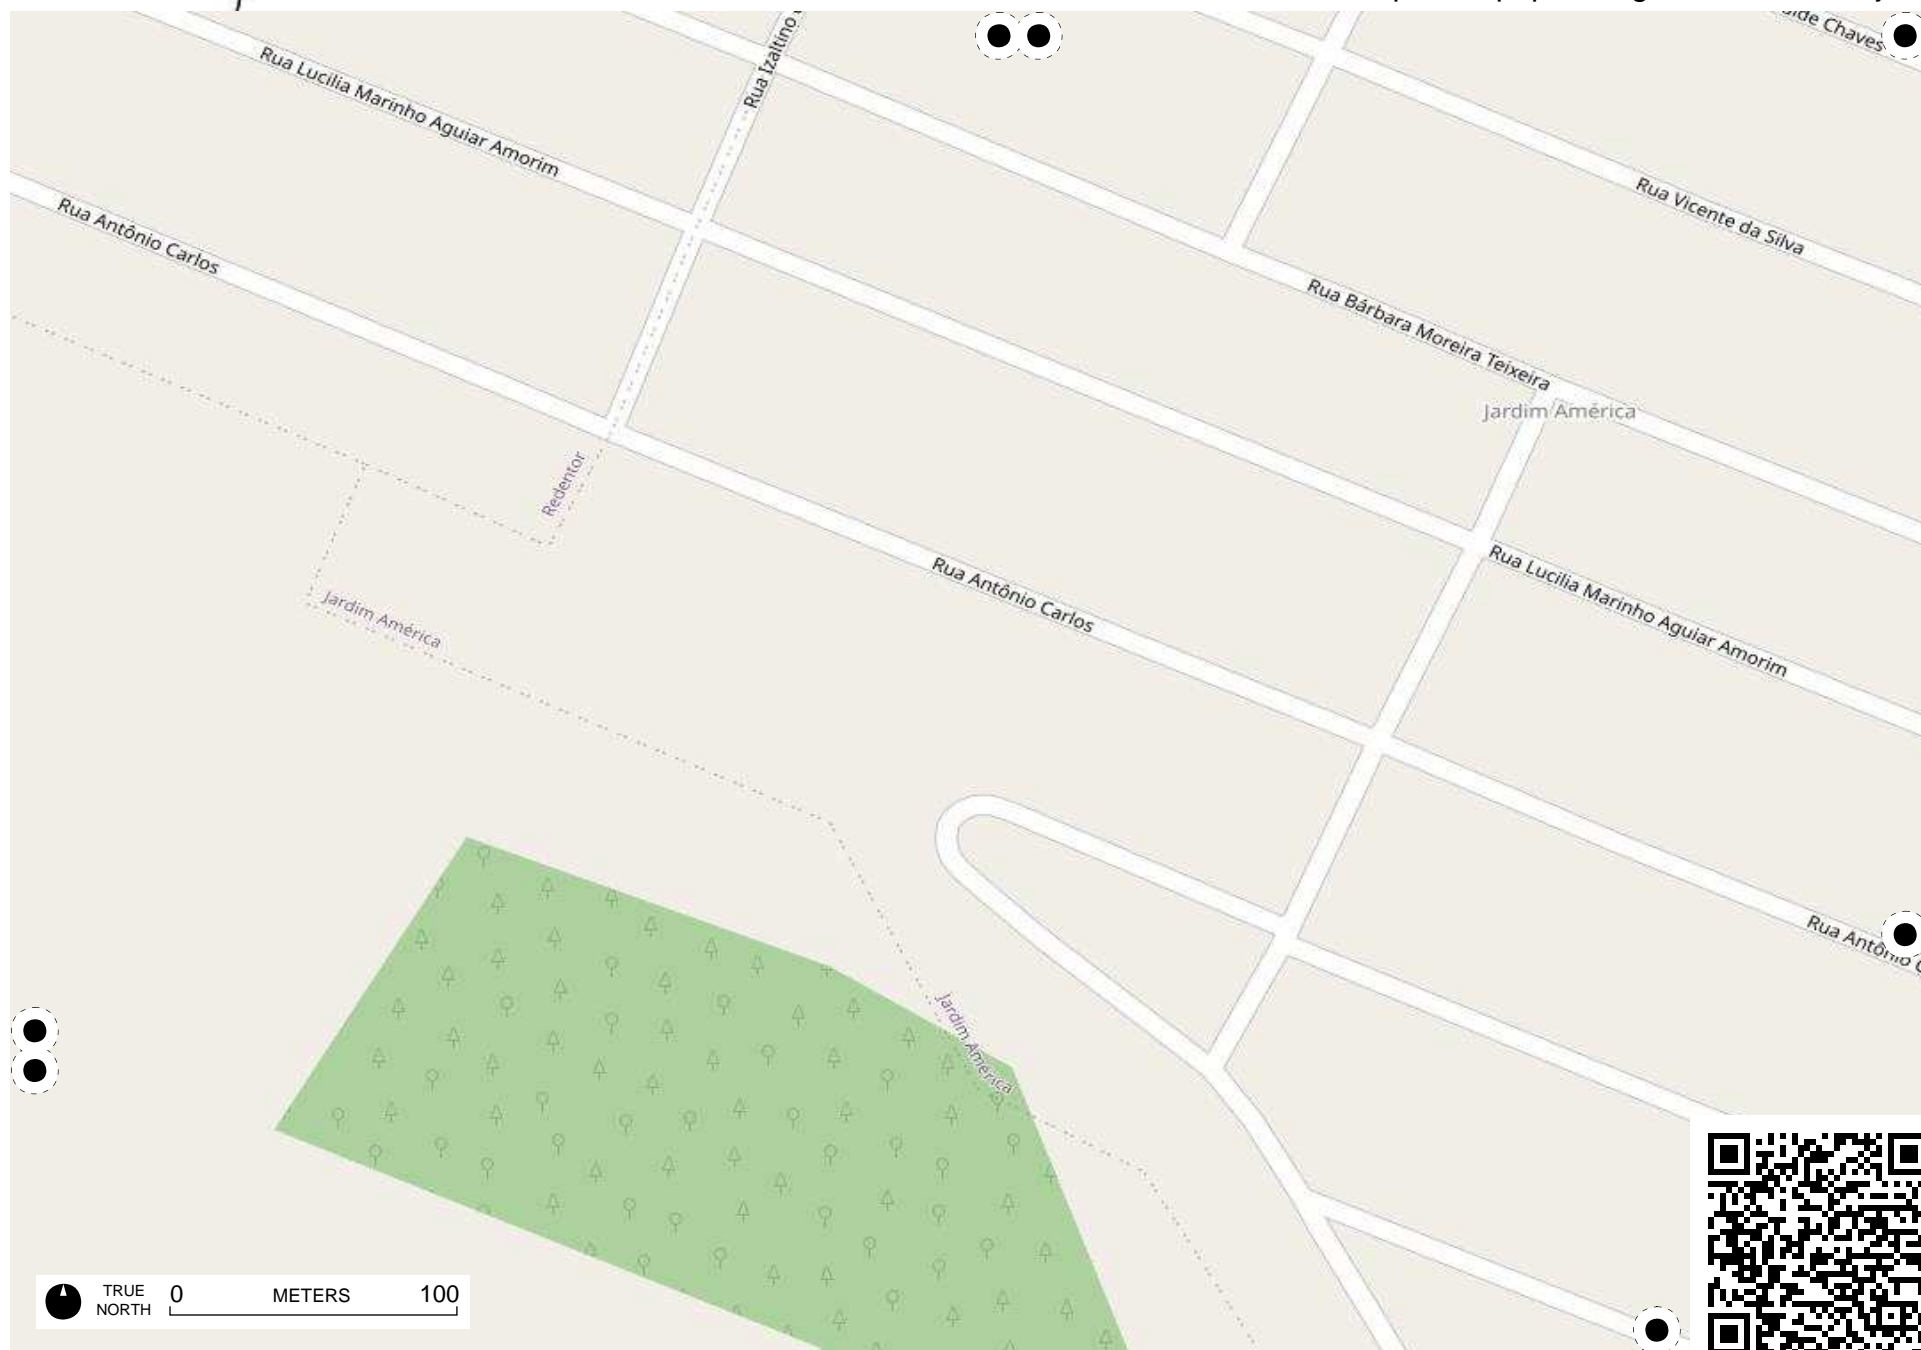 Chaves
Rua Izaltino
Rua Lucilia Marinho Aguiar Amorim
Rua Vicente da Silva
Rua Antônio Carlos
Rua Bárbara Moreira Teixeira
Jardim América
Redentor
Rua Lucilia Marinho Aguiar Amorim
Rua Antônio Carlos
Jardim América
Rua Antônio
Jardim América
TRUE
NORTH
0 METERS 100